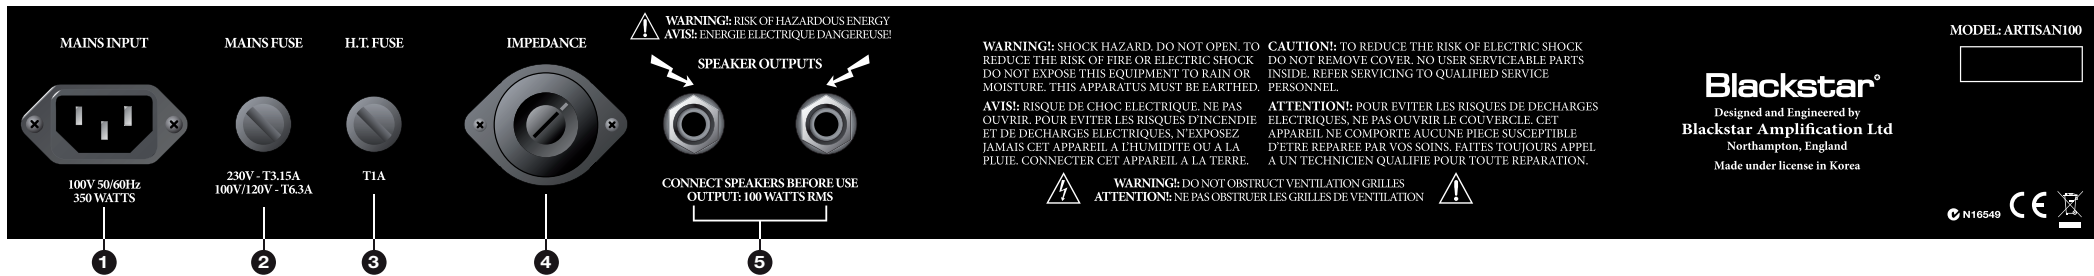 MAINS INPUT
100V 50/60Hz
350 WATTS
1
MAINS FUSE
230V - T3.15A
100V/120V - T6.3A
2
H.T. FUSE
T1A
3
IMPEDANCE
4
WARNING!: RISK OF HAZARDOUS ENERGY
AVIS!: ENERGIE ELECTRIQUE DANGEREUSE!
SPEAKER OUTPUTS
CONNECT SPEAKERS BEFORE USE
OUTPUT: 100 WATTS RMS
5
WARNING!: SHOCK HAZARD. DO NOT OPEN. TO
REDUCE THE RISK OF FIRE OR ELECTRIC SHOCK
DO NOT EXPOSE THIS EQUIPMENT TO RAIN OR
MOISTURE. THIS APPARATUS MUST BE EARTHED.
AVIS!: RISQUE DE CHOC ELECTRIQUE. NE PAS
OUVRIR. POUR EVITER LES RISQUES D'INCENDIE
ET DE DECHARGES ELECTRIQUES, N'EXPOSEZ
JAMAIS CET APPAREIL A L'HUMIDITE OU A LA
PLUIE. CONNECTER CET APPAREIL A LA TERRE.
CAUTION!: TO REDUCE THE RISK OF ELECTRIC SHOCK
DO NOT REMOVE COVER. NO USER SERVICEABLE PARTS
INSIDE. REFER SERVICING TO QUALIFIED SERVICE
PERSONNEL.
ATTENTION!: POUR EVITER LES RISQUES DE DECHARGES
ELECTRIQUES, NE PAS OUVRIR LE COUVERCLE. CET
APPAREIL NE COMPORTE AUCUNE PIECE SUSCEPTIBLE
D'ETRE REPAREE PAR VOS SOINS. FAITES TOUJOURS APPEL
A UN TECHNICIEN QUALIFIE POUR TOUTE REPARATION.
WARNING!: DO NOT OBSTRUCT VENTILATION GRILLES
ATTENTION!: NE PAS OBSTRUER LES GRILLES DE VENTILATION
Blackstar
Designed and Engineered by
Blackstar Amplification Ltd
Northampton, England
Made under license in Korea
MODEL: ARTISAN100
N16549 CE